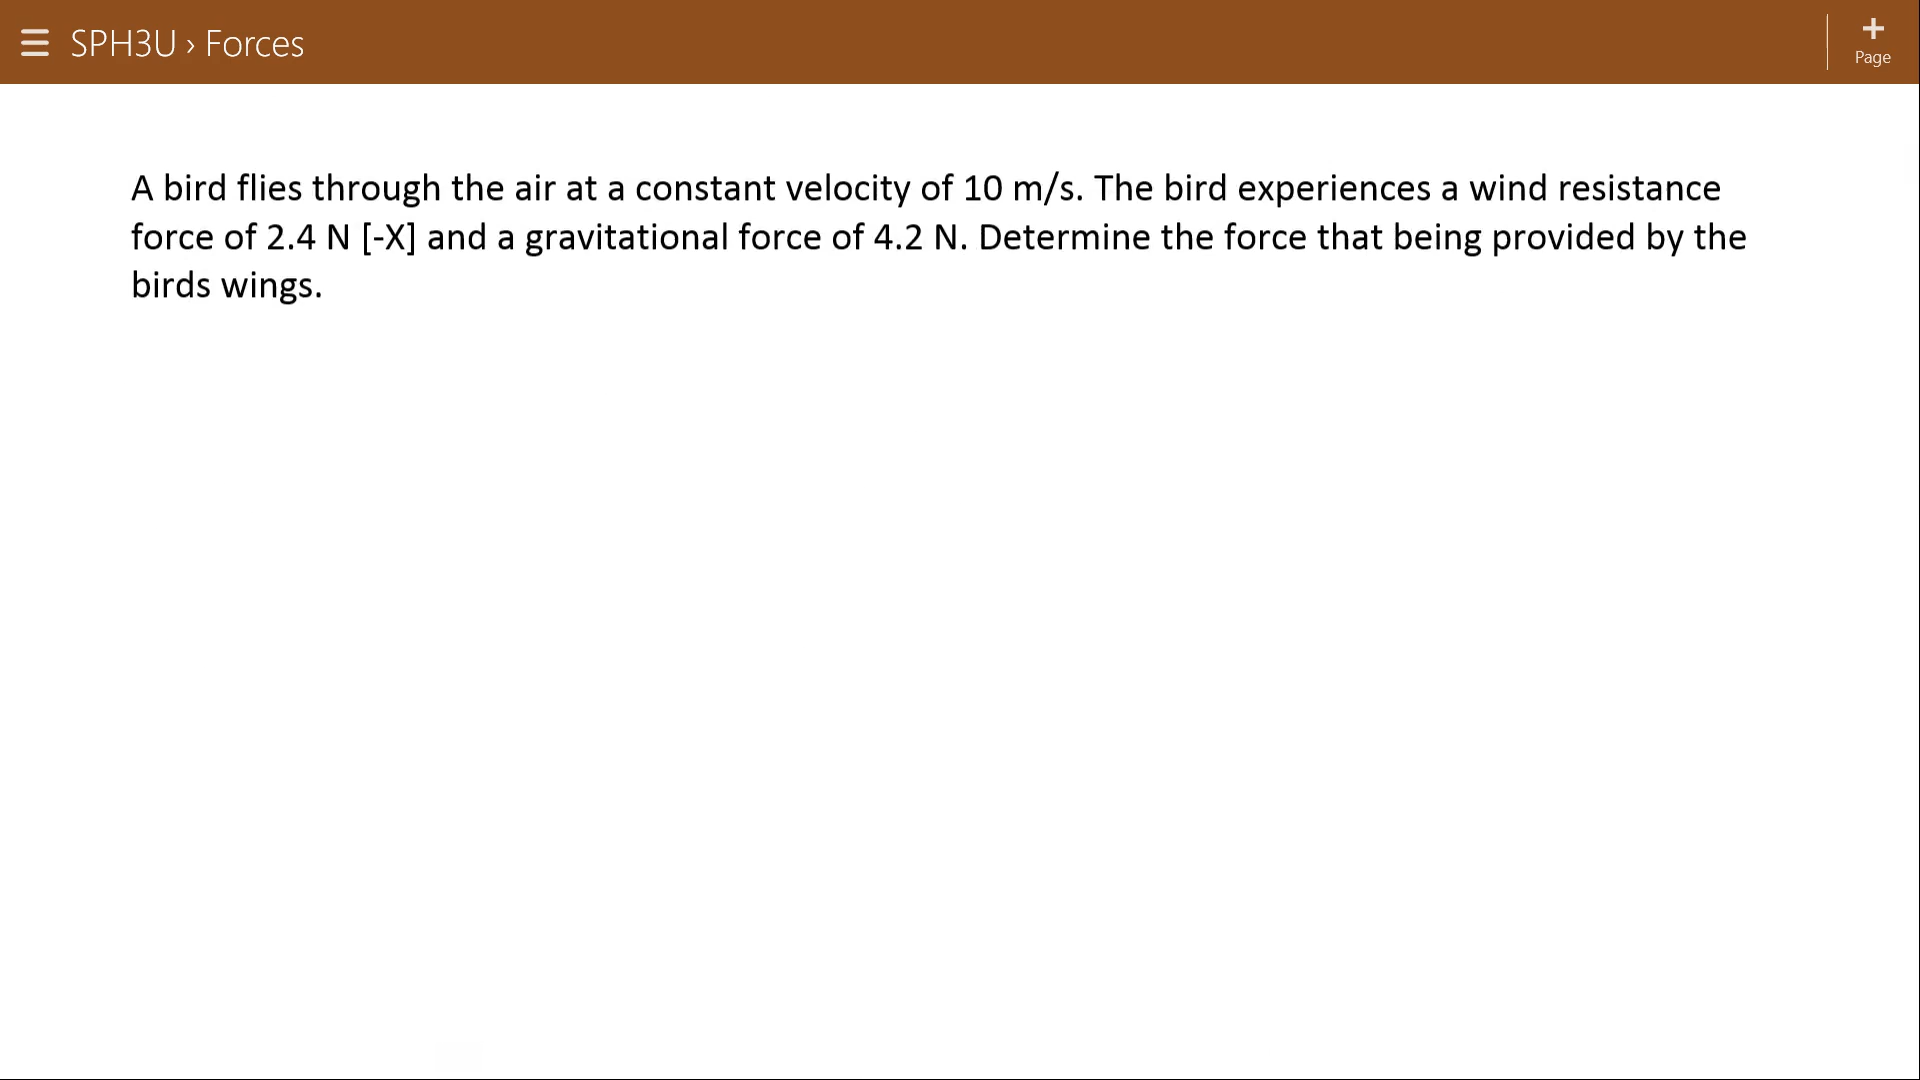 SPH3U › Forces
Page
A bird flies through the air at a constant velocity of 10 m/s. The bird experiences a wind resistance
force of 2.4 N [-X] and a gravitational force of 4.2 N. Determine the force that being provided by the
birds wings.